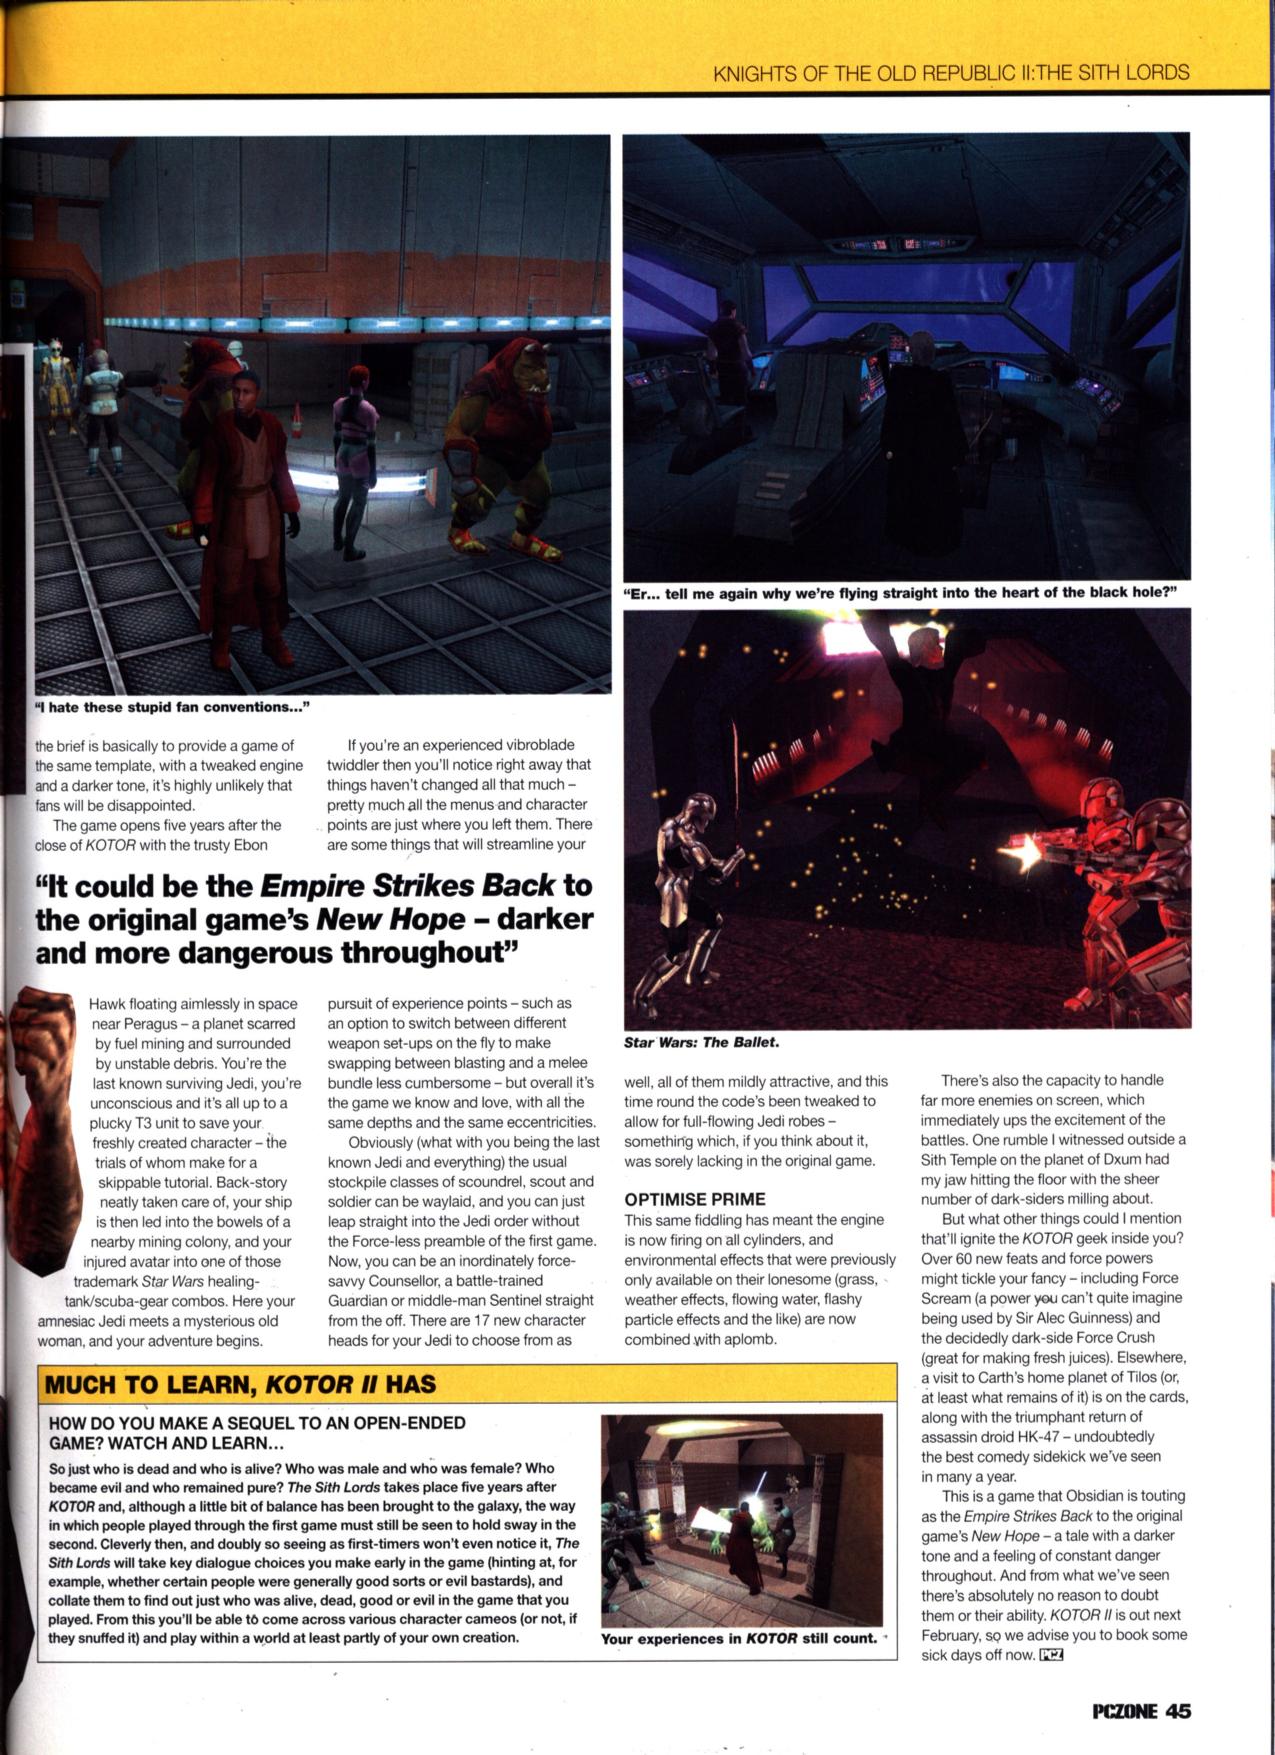 KNIGHTS OF THE OLD REPUBLIC II:THE SITH LORDS
"I hate these stupid fan conventions..."
"Er... tell me again why we're flying straight into the heart of the black hole?"
Star Wars: The Ballet.
the brief is basically to provide a game of
the same template, with a tweaked engine
and a darker tone, it's highly unlikely that
fans will be disappointed.
The game opens five years after the
close of KOTOR with the trusty Ebon
"It could be the Empire Strikes Back to
the original game's New Hope – darker
and more dangerous throughout"
Hawk floating aimlessly in space
near Peragus – a planet scarred
by fuel mining and surrounded
by unstable debris. You're the
last known surviving Jedi, you're
unconscious and it's all up to a
plucky T3 unit to save your
freshly created character – the
trials of whom make for a
skippable tutorial. Back-story
neatly taken care of, your ship
is then led into the bowels of a
nearby mining colony, and your
injured avatar into one of those
trademark Star Wars healing-
tank/scuba-gear combos. Here your
amnesiac Jedi meets a mysterious old
woman, and your adventure begins.
If you're an experienced vibroblade
twiddler then you'll notice right away that
things haven't changed all that much –
pretty much all the menus and character
points are just where you left them. There
are some things that will streamline your
pursuit of experience points – such as
an option to switch between different
weapon set-ups on the fly to make
swapping between blasting and a melee
bundle less cumbersome – but overall it's
the game we know and love, with all the
same depths and the same eccentricities.
Obviously (what with you being the last
known Jedi and everything) the usual
stockpile classes of scoundrel, scout and
soldier can be waylaid, and you can just
leap straight into the Jedi order without
the Force-less preamble of the first game.
Now, you can be an inordinately force-
savvy Counsellor, a battle-trained
Guardian or middle-man Sentinel straight
from the off. There are 17 new character
heads for your Jedi to choose from as
well, all of them mildly attractive, and this
time round the code's been tweaked to
allow for full-flowing Jedi robes –
something which, if you think about it,
was sorely lacking in the original game.
OPTIMISE PRIME
This same fiddling has meant the engine
is now firing on all cylinders, and
environmental effects that were previously
only available on their lonesome (grass,
weather effects, flowing water, flashy
particle effects and the like) are now
combined with aplomb.
There's also the capacity to handle
far more enemies on screen, which
immediately ups the excitement of the
battles. One rumble I witnessed outside a
Sith Temple on the planet of Dxum had
my jaw hitting the floor with the sheer
number of dark-siders milling about.
But what other things could I mention
that'll ignite the KOTOR geek inside you?
Over 60 new feats and force powers
might tickle your fancy – including Force
Scream (a power you can't quite imagine
being used by Sir Alec Guinness) and
the decidedly dark-side Force Crush
(great for making fresh juices). Elsewhere,
a visit to Carth's home planet of Tilos (or,
at least what remains of it) is on the cards,
along with the triumphant return of
assassin droid HK-47 – undoubtedly
the best comedy sidekick we've seen
in many a year.
This is a game that Obsidian is touting
as the Empire Strikes Back to the original
game's New Hope – a tale with a darker
tone and a feeling of constant danger
throughout. And from what we've seen
there's absolutely no reason to doubt
them or their ability. KOTOR II is out next
February, so we advise you to book some
sick days off now. PCZ
MUCH TO LEARN, KOTOR II HAS
HOW DO YOU MAKE A SEQUEL TO AN OPEN-ENDED
GAME? WATCH AND LEARN...
So just who is dead and who is alive? Who was male and who was female? Who
became evil and who remained pure? The Sith Lords takes place five years after
KOTOR and, although a little bit of balance has been brought to the galaxy, the way
in which people played through the first game must still be seen to hold sway in the
second. Cleverly then, and doubly so seeing as first-timers won't even notice it, The
Sith Lords will take key dialogue choices you make early in the game (hinting at, for
example, whether certain people were generally good sorts or evil bastards), and
collate them to find out just who was alive, dead, good or evil in the game that you
played. From this you'll be able to come across various character cameos (or not, if
they snuffed it) and play within a world at least partly of your own creation.
Your experiences in KOTOR still count.
PCZONE 45